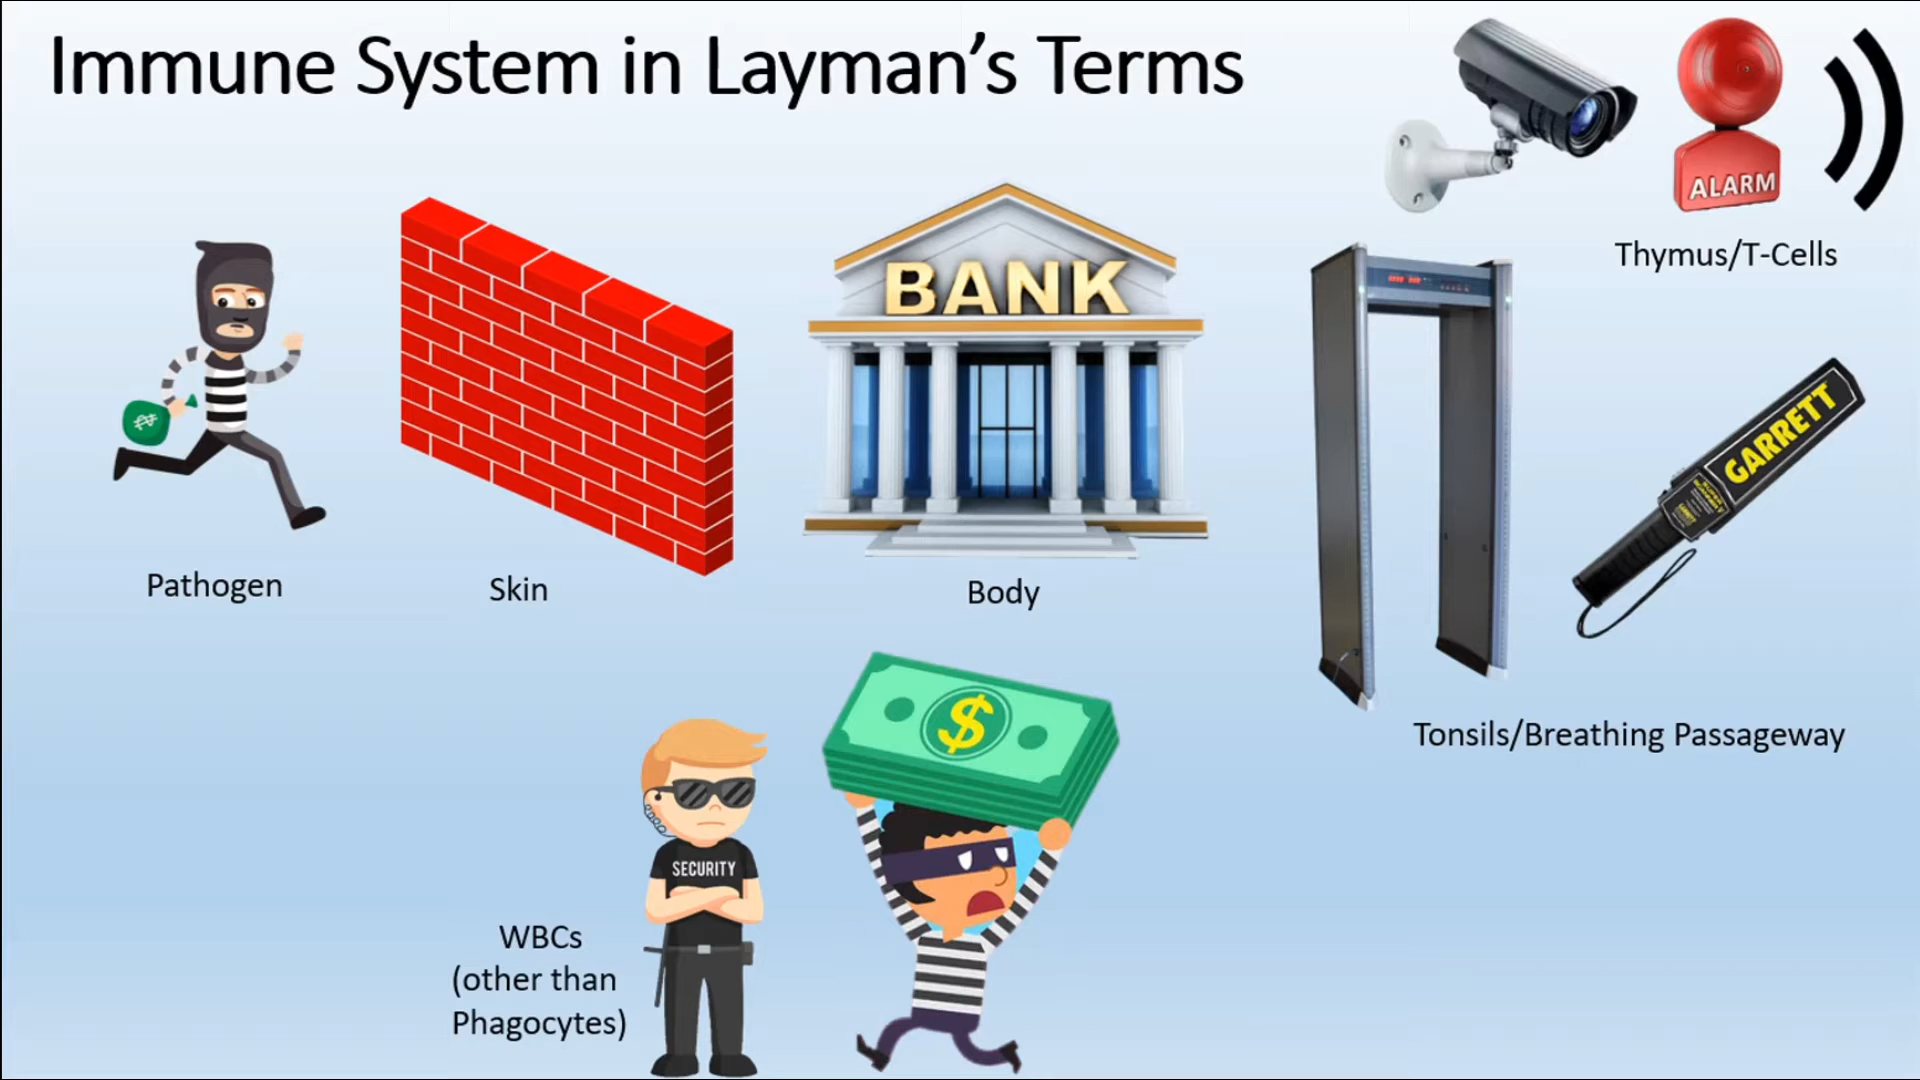 Immune System in Layman's Terms
ALARM
Thymus/T-Cells
BANK
GARRETT
Pathogen
Skin
Body
Tonsils/Breathing Passageway
$
SECURITY
WBCs
(other than
Phagocytes)